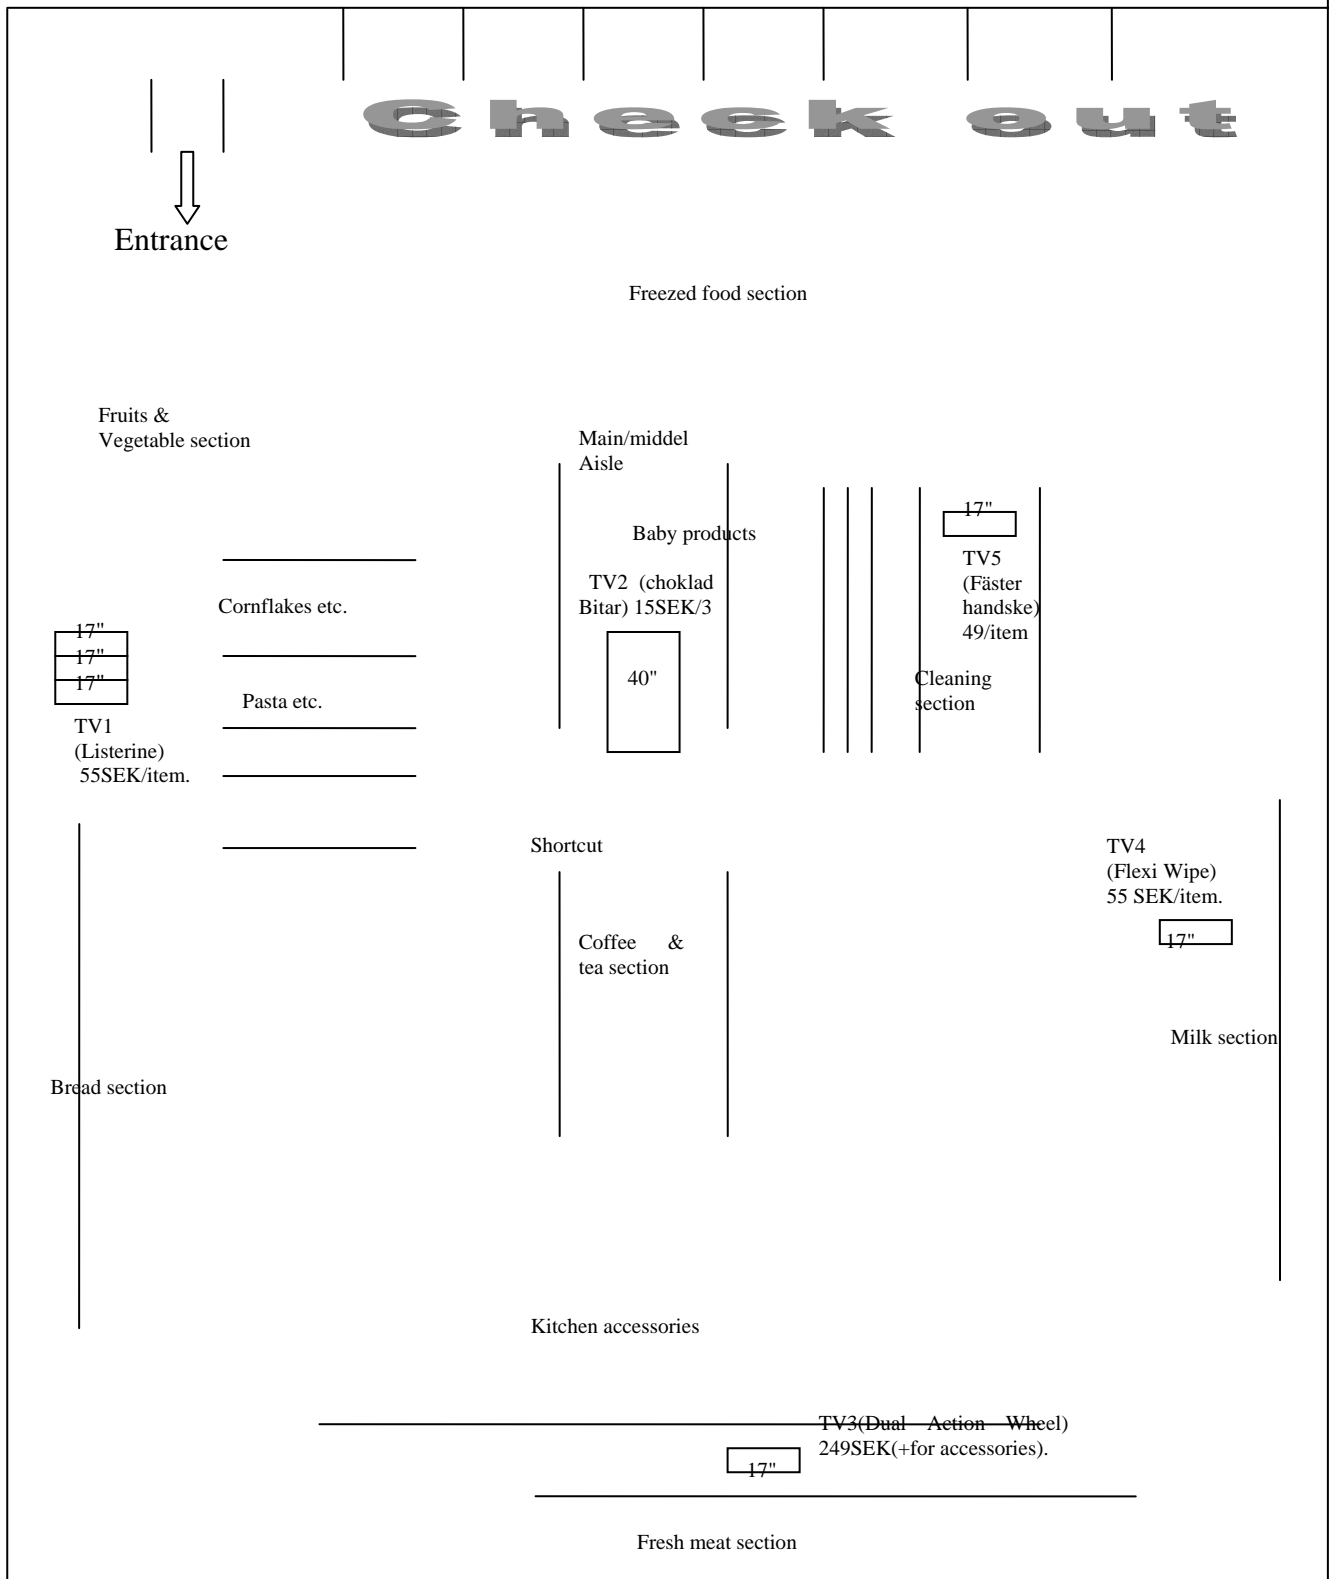 Check out
Entrance
Freezed food section
Fruits &
Vegetable section
Main/middel
Aisle
Baby products
17"
TV5
(Fäster
handske)
49/item
TV2 (choklad
Bitar) 15SEK/3
40"
Cornflakes etc.
17"
17"
17"
Pasta etc.
Cleaning
section
TV1
(Listerine)
55SEK/item.
Shortcut
TV4
(Flexi Wipe)
55 SEK/item.
17"
Coffee &
tea section
Milk section
Bread section
Kitchen accessories
TV3(Dual Action Wheel)
249SEK(+for accessories).
17"
Fresh meat section